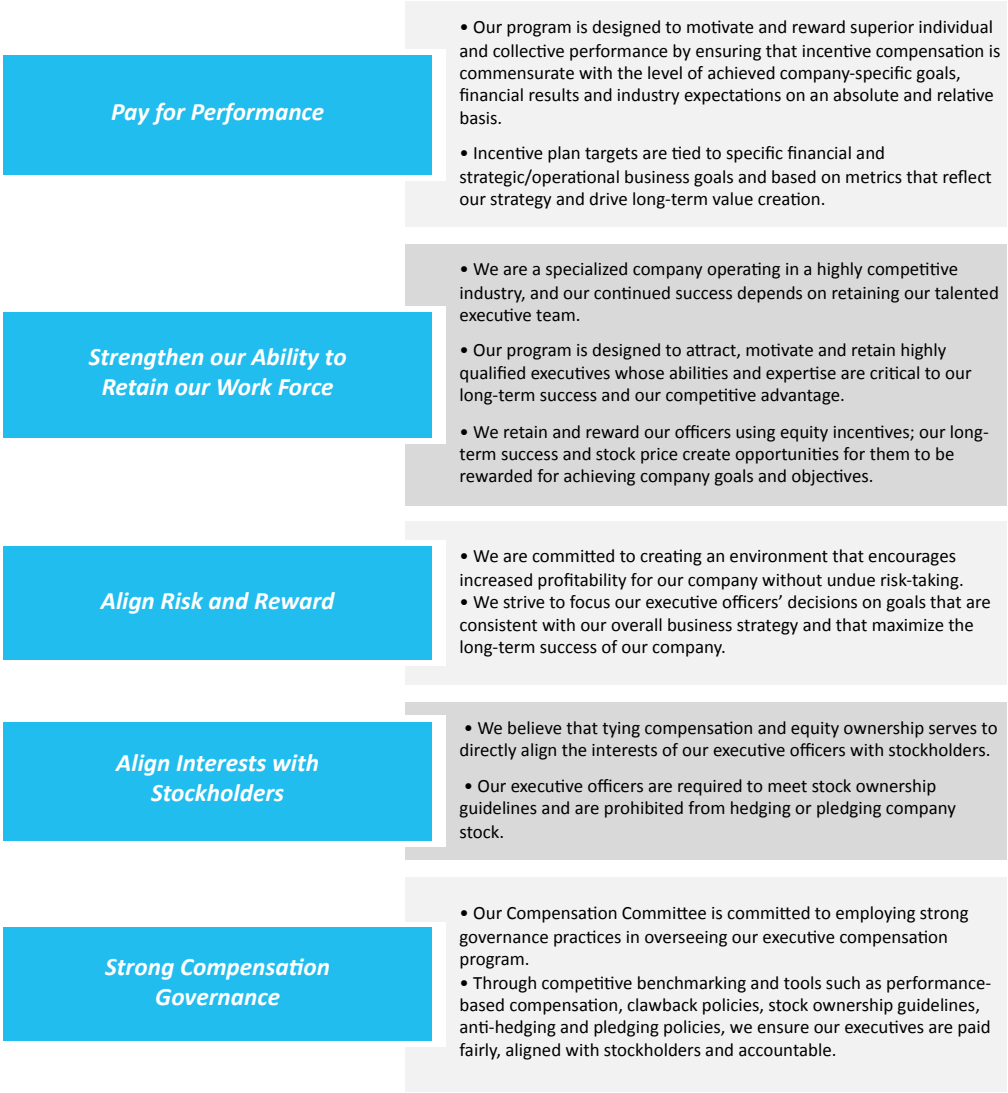 Pay for Performance
• Our program is designed to motivate and reward superior individual
and collective performance by ensuring that incentive compensation is
commensurate with the level of achieved company-specific goals,
financial results and industry expectations on an absolute and relative
basis.
• Incentive plan targets are tied to specific financial and
strategic/operational business goals and based on metrics that reflect
our strategy and drive long-term value creation.
Strengthen our Ability to
Retain our Work Force
• We are a specialized company operating in a highly competitive
industry, and our continued success depends on retaining our talented
executive team.
• Our program is designed to attract, motivate and retain highly
qualified executives whose abilities and expertise are critical to our
long-term success and our competitive advantage.
• We retain and reward our officers using equity incentives; our long-
term success and stock price create opportunities for them to be
rewarded for achieving company goals and objectives.
Align Risk and Reward
• We are committed to creating an environment that encourages
increased profitability for our company without undue risk-taking.
• We strive to focus our executive officers’ decisions on goals that are
consistent with our overall business strategy and that maximize the
long-term success of our company.
Align Interests with
Stockholders
• We believe that tying compensation and equity ownership serves to
directly align the interests of our executive officers with stockholders.
• Our executive officers are required to meet stock ownership
guidelines and are prohibited from hedging or pledging company
stock.
Strong Compensation
Governance
• Our Compensation Committee is committed to employing strong
governance practices in overseeing our executive compensation
program.
• Through competitive benchmarking and tools such as performance-
based compensation, clawback policies, stock ownership guidelines,
anti-hedging and pledging policies, we ensure our executives are paid
fairly, aligned with stockholders and accountable.